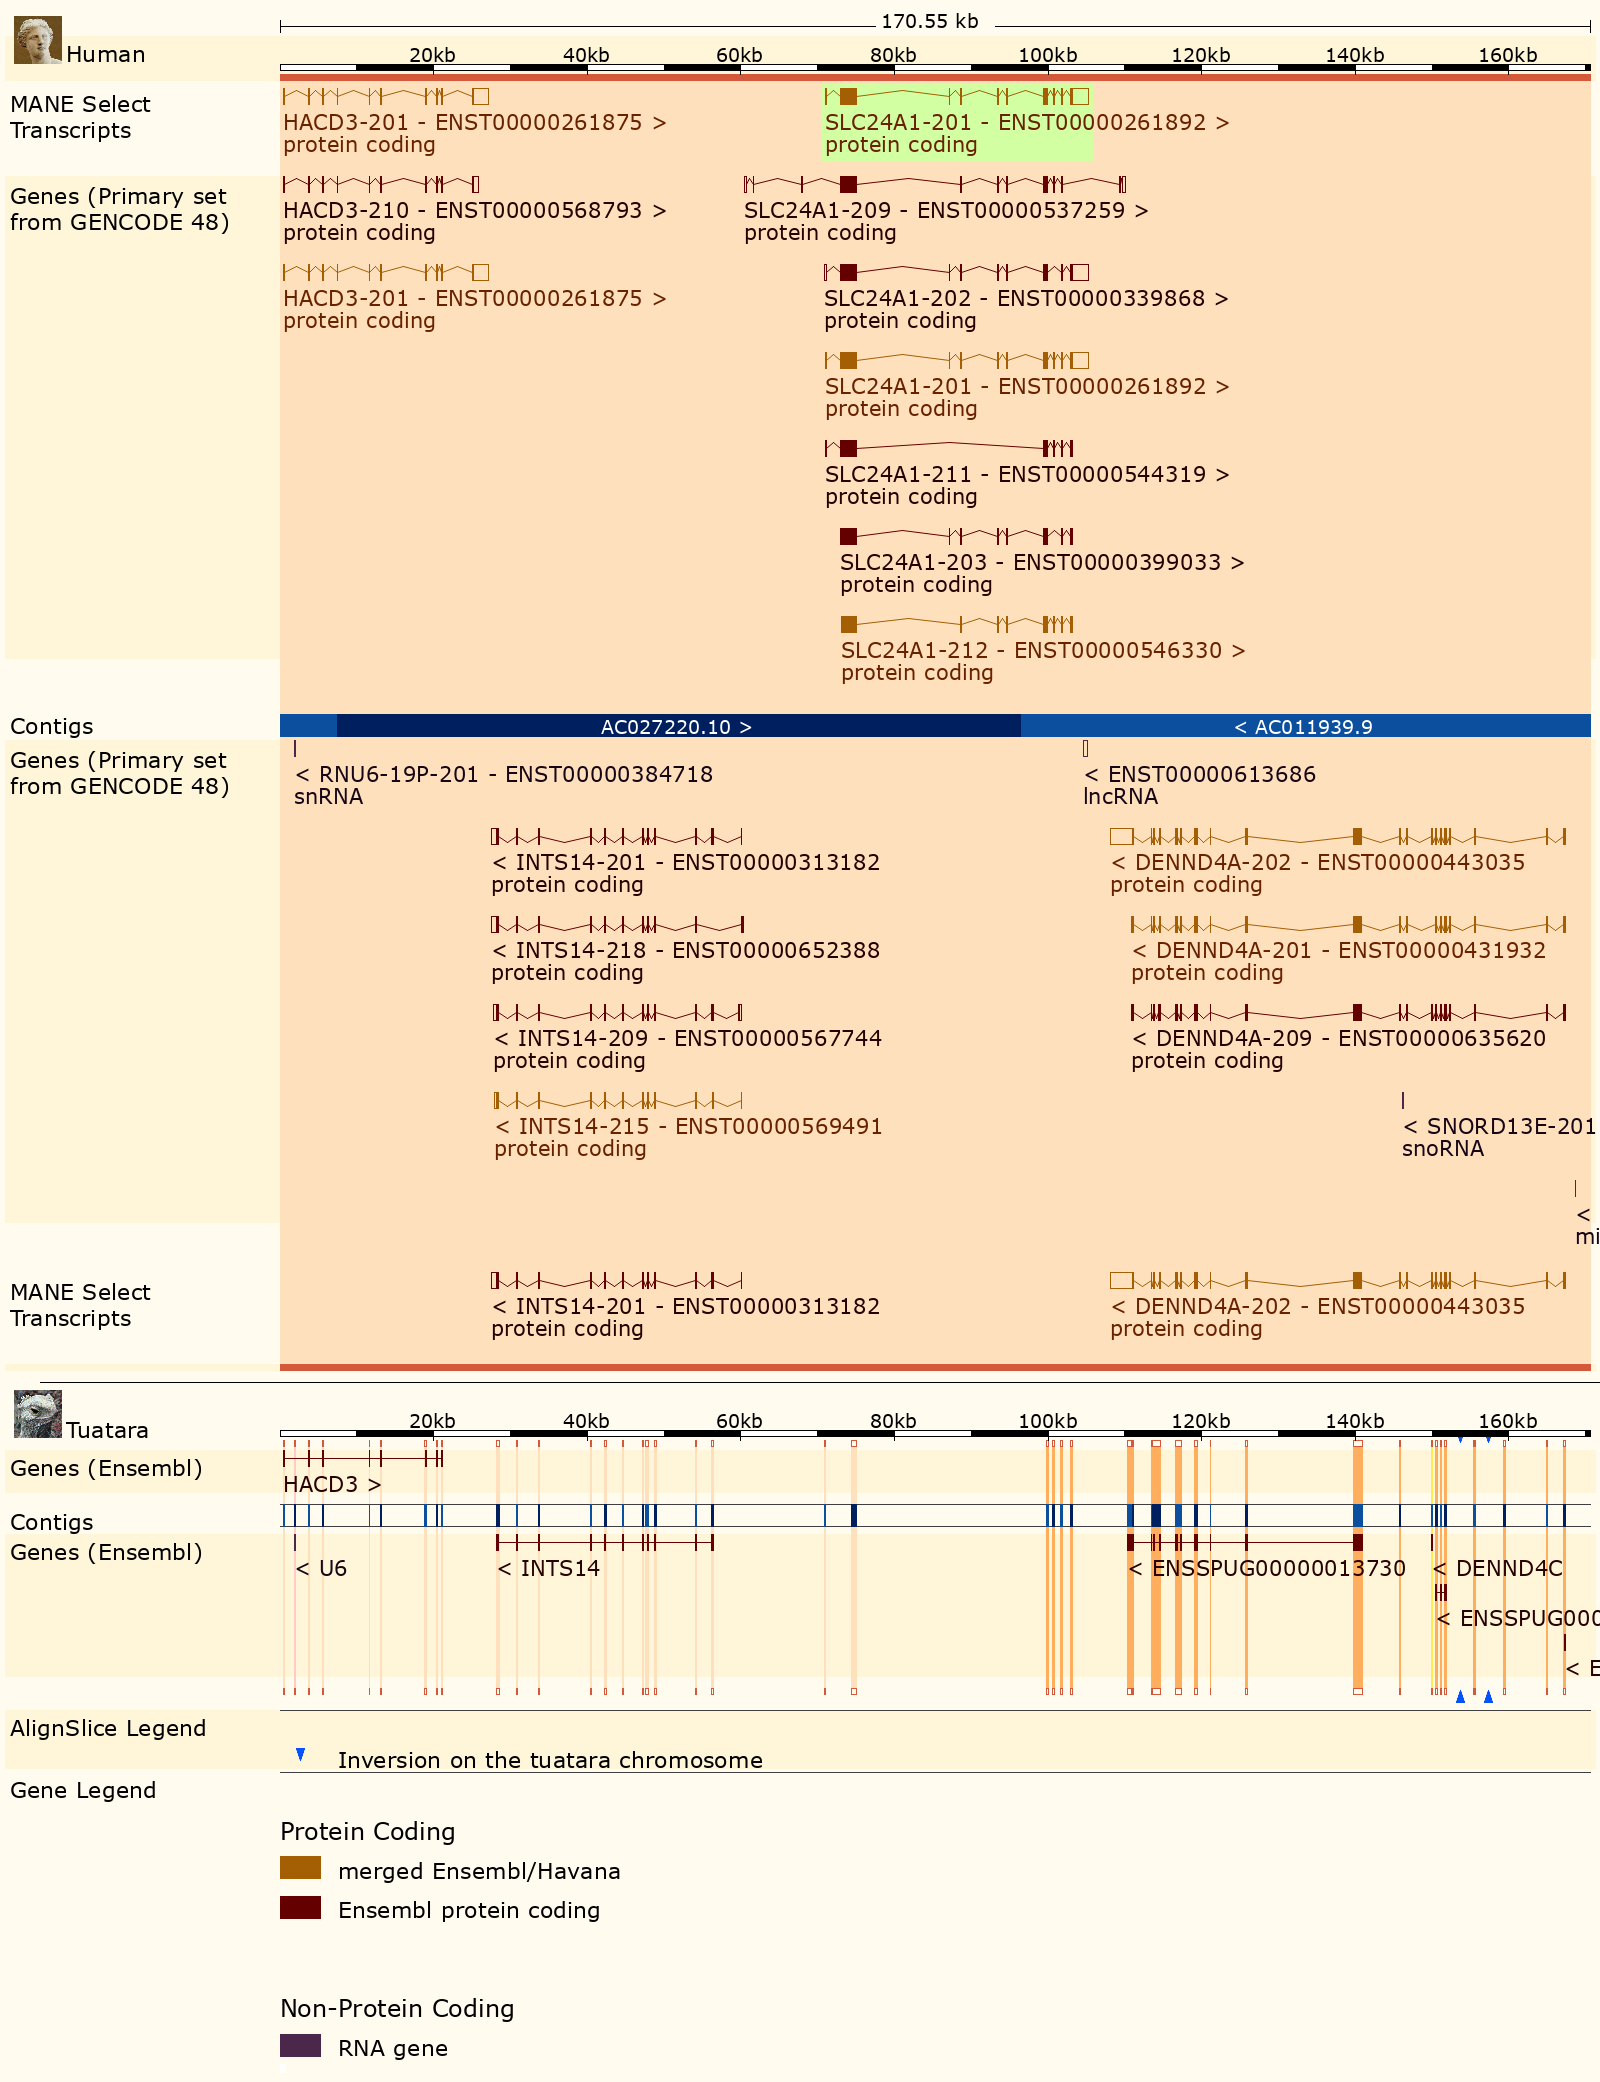 170.55 kb
Human
20kb 40kb 60kb 80kb 100kb 120kb 140kb 160kb
MANE Select
Transcripts
HACD3-201 - ENST00000261875 >
protein coding
SLC24A1-201 - ENST00000261892 >
protein coding
Genes (Primary set
from GENCODE 48)
HACD3-210 - ENST00000568793 >
protein coding
SLC24A1-209 - ENST00000537259 >
protein coding
HACD3-201 - ENST00000261875 >
protein coding
SLC24A1-202 - ENST00000339868 >
protein coding
SLC24A1-201 - ENST00000261892 >
protein coding
SLC24A1-211 - ENST00000544319 >
protein coding
SLC24A1-203 - ENST00000399033 >
protein coding
SLC24A1-212 - ENST00000546330 >
protein coding
Contigs
AC027220.10 >
< AC011939.9
Genes (Primary set
from GENCODE 48)
< RNU6-19P-201 - ENST00000384718
snRNA
< ENST00000613686
lncRNA
< INTS14-201 - ENST00000313182
protein coding
< DENND4A-202 - ENST00000443035
protein coding
< INTS14-218 - ENST00000652388
protein coding
< DENND4A-201 - ENST00000431932
protein coding
< INTS14-209 - ENST00000567744
protein coding
< DENND4A-209 - ENST00000635620
protein coding
< INTS14-215 - ENST00000569491
protein coding
< SNORD13E-201
snoRNA
<
mi
MANE Select
Transcripts
< INTS14-201 - ENST00000313182
protein coding
< DENND4A-202 - ENST00000443035
protein coding
Tuatara
20kb 40kb 60kb 80kb 100kb 120kb 140kb 160kb
Genes (Ensembl)
HACD3 >
Contigs
Genes (Ensembl)
< U6
< INTS14
< ENSSPUG00000013730
< DENND4C
< ENSSPUG000
< E
AlignSlice Legend
Inversion on the tuatara chromosome
Gene Legend
Protein Coding
merged Ensembl/Havana
Ensembl protein coding
Non-Protein Coding
RNA gene